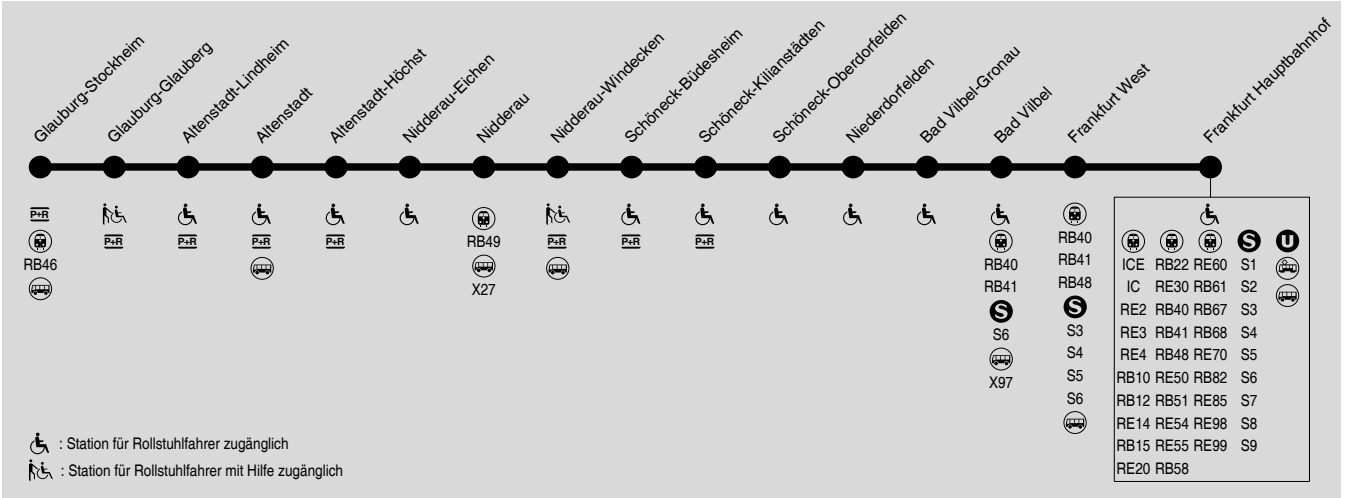 Glauburg-Stockheim
Glauburg-Glauberg
Altenstadt-Lindheim
Altenstadt
Altenstadt-Höchst
Nidderau-Eichen
Nidderau
Nidderau-Windecken
Schöneck-Büdesheim
Schöneck-Kilianstädten
Schöneck-Oberdorfelden
Niederdorfelden
Bad Vilbel-Gronau
Bad Vilbel
Frankfurt West
Frankfurt Hauptbahnhof
P+R
RB46
P+R
P+R
P+R
P+R
RB49
X27
P+R
P+R
P+R
RB40
RB41
S
S6
X97
RB40
RB41
RB48
S
S3
S4
S5
S6
S U
ICE RB22 RE60 S1
IC RE30 RB61 S2
RE2 RB40 RB67 S3
RE3 RB41 RB68 S4
RE4 RB48 RE70 S5
RB10 RE50 RB82 S6
RB12 RB51 RE85 S7
RE14 RE54 RE98 S8
RB15 RE55 RE99 S9
RE20 RB58
: Station für Rollstuhlfahrer zugänglich
: Station für Rollstuhlfahrer mit Hilfe zugänglich